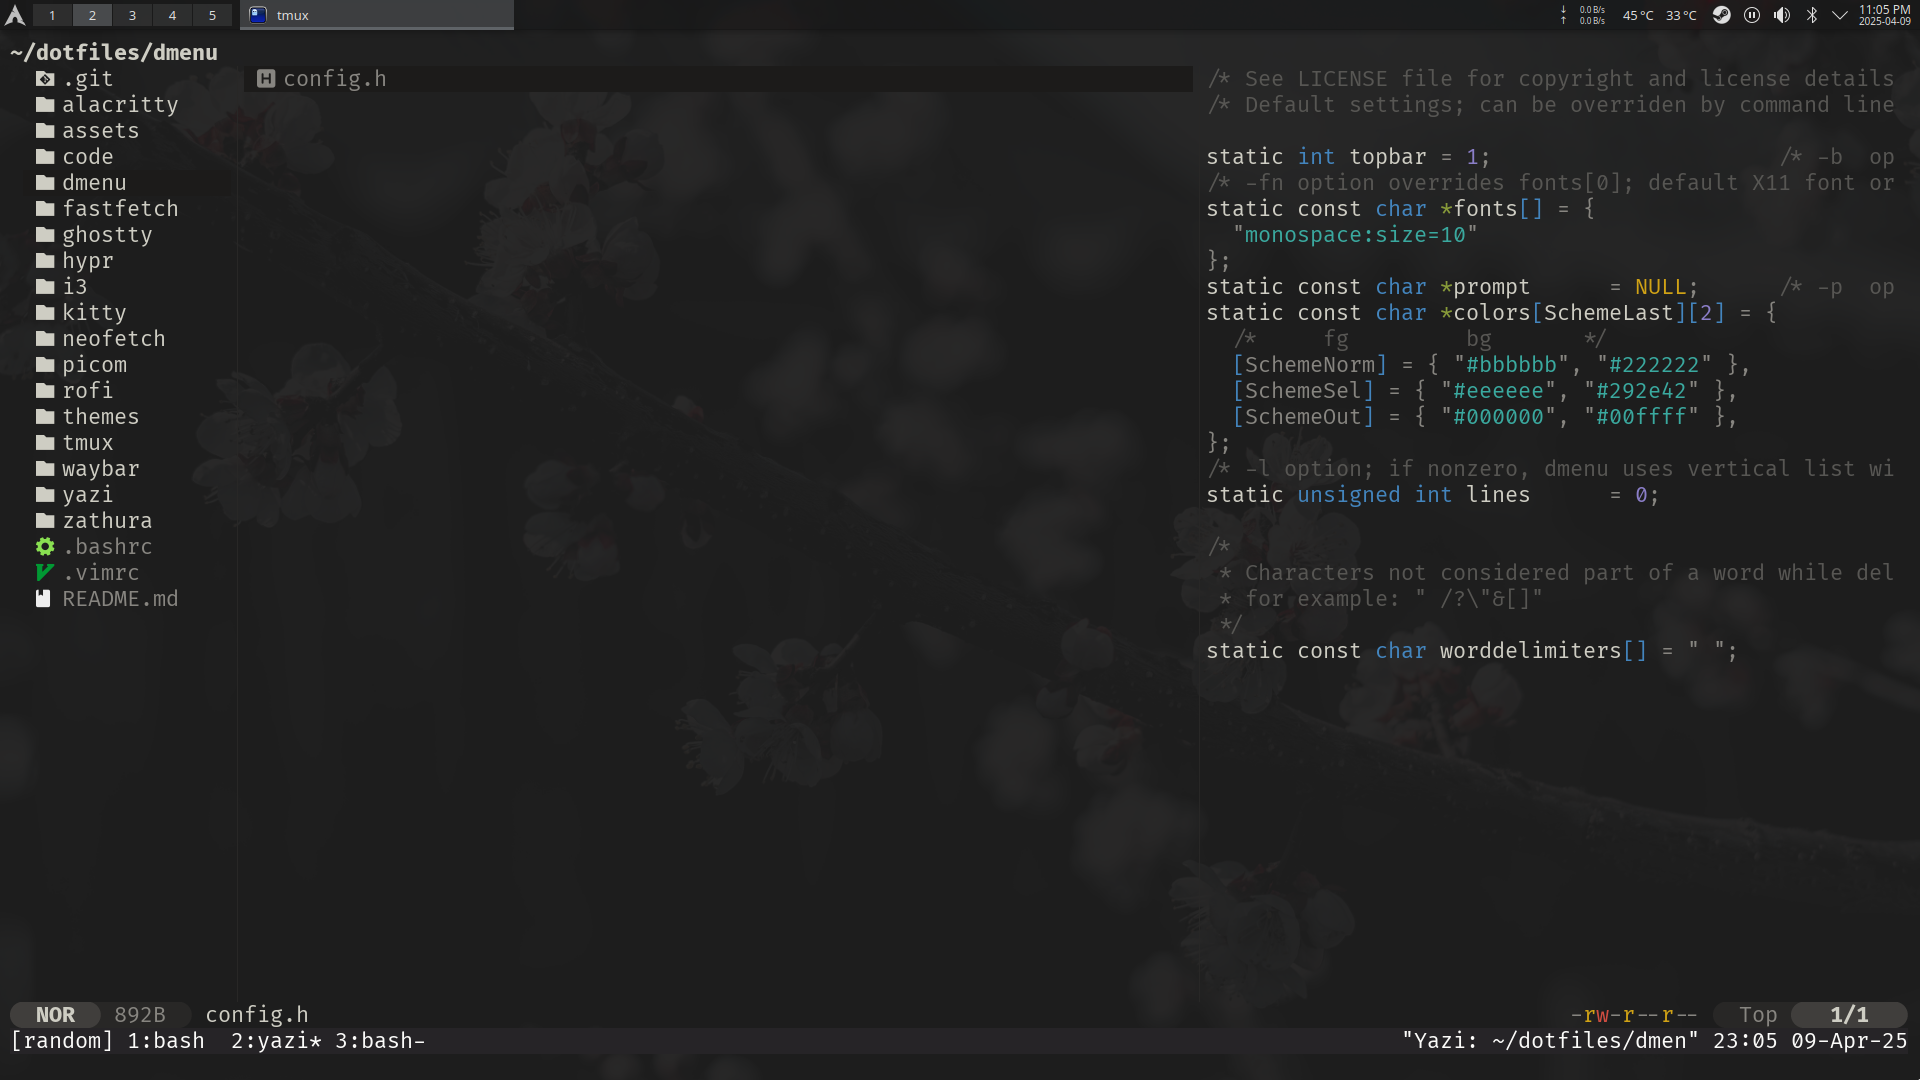 1 2 3 4 5 tmux ↓ 0.0 B/s ↑ 0.0 B/s 45 °C 33 °C 11:05 PM 2025-04-09
~/dotfiles/dmenu
.git
alacritty
assets
code
dmenu
fastfetch
ghostty
hypr
i3
kitty
neofetch
picom
rofi
themes
tmux
waybar
yazi
zathura
.bashrc
.vimrc
README.md
H config.h
/* See LICENSE file for copyright and license details
/* Default settings; can be overriden by command line
static int topbar = 1;                      /* -b  op
/* -fn option overrides fonts[0]; default X11 font or
static const char *fonts[] = {
  "monospace:size=10"
};
static const char *prompt      = NULL;      /* -p  op
static const char *colors[SchemeLast][2] = {
  /*     fg         bg       */
  [SchemeNorm] = { "#bbbbbb", "#222222" },
  [SchemeSel] = { "#eeeeee", "#292e42" },
  [SchemeOut] = { "#000000", "#00ffff" },
};
/* -l option; if nonzero, dmenu uses vertical list wi
static unsigned int lines      = 0;
/*
 * Characters not considered part of a word while del
 * for example: " /?\"&[]"
 */
static const char worddelimiters[] = " ";
NOR 892B config.h -rw-r--r-- Top 1/1
[random] 1:bash  2:yazi* 3:bash- "Yazi: ~/dotfiles/dmen" 23:05 09-Apr-25